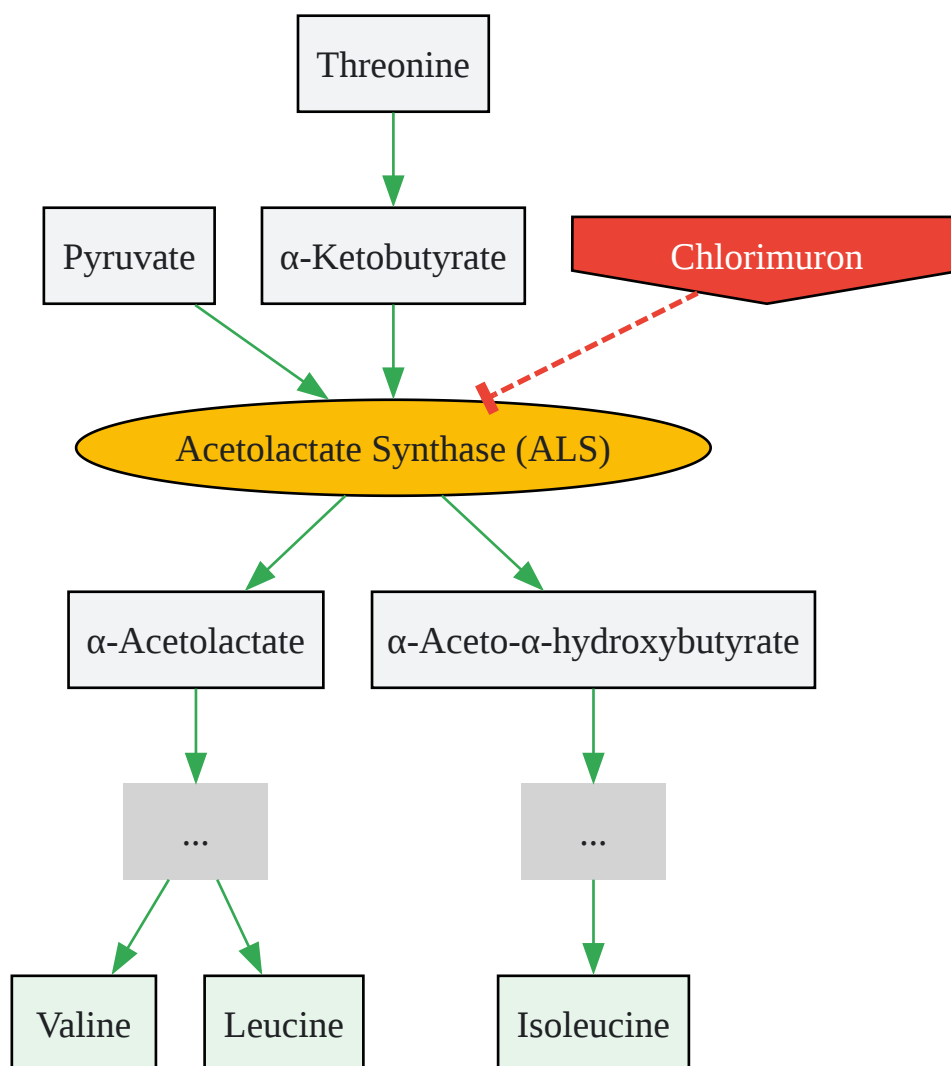 Threonine
Pyruvate
α-Ketobutyrate
Chlorimuron
Acetolactate Synthase (ALS)
α-Acetolactate
α-Aceto-α-hydroxybutyrate
...
...
Valine
Leucine
Isoleucine